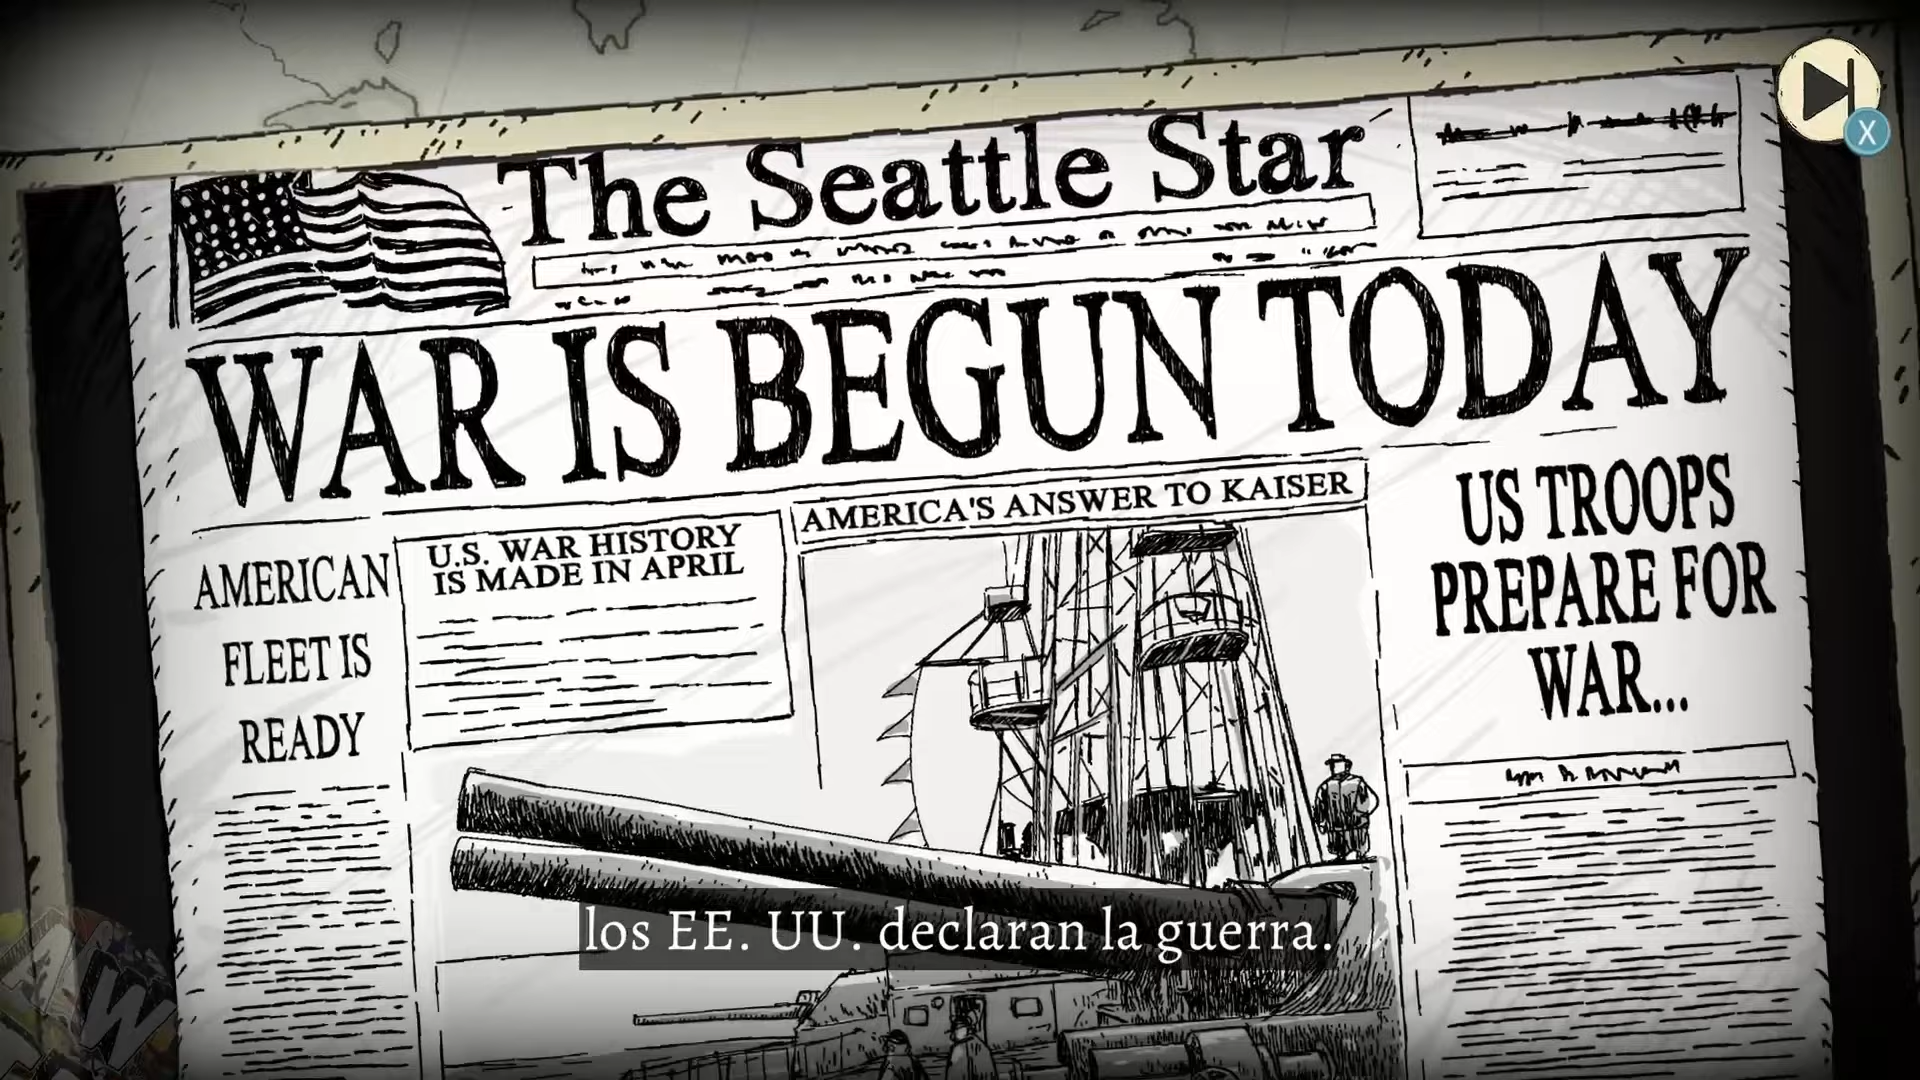 The Seattle Star
WAR IS BEGUN TODAY
AMERICAN
FLEET IS
READY
U.S. WAR HISTORY
IS MADE IN APRIL
AMERICA'S ANSWER TO KAISER
US TROOPS
PREPARE FOR
WAR...
los EE. UU. declaran la guerra.
X